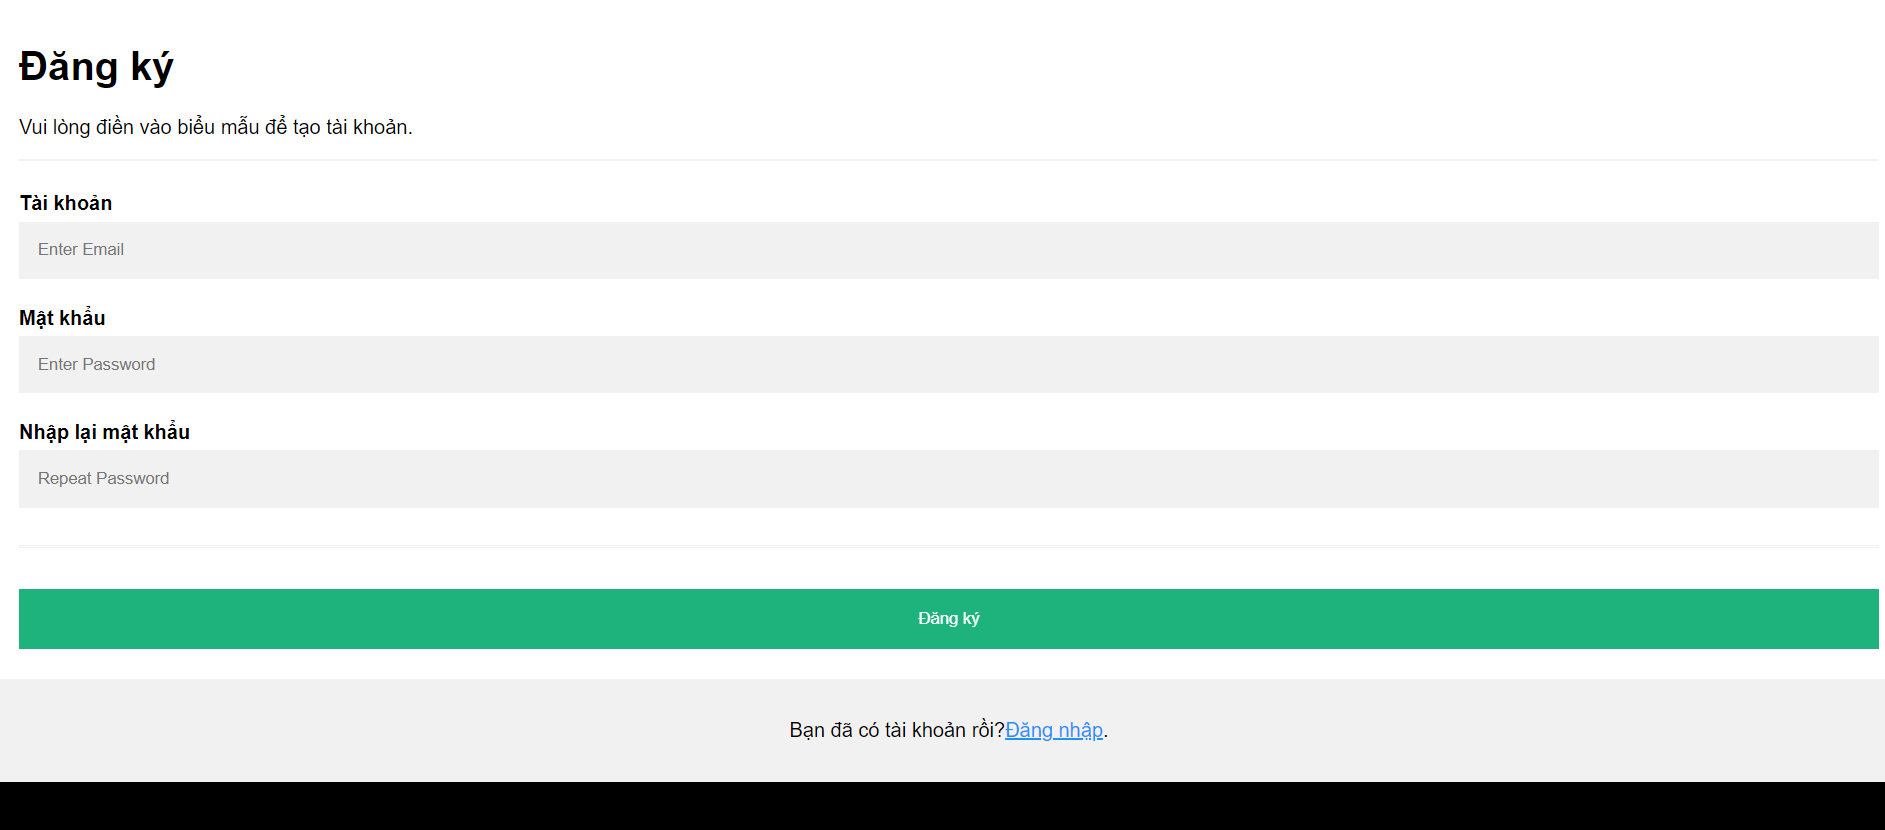 Đăng ký
Vui lòng điền vào biểu mẫu để tạo tài khoản.
Tài khoản
Enter Email
Mật khẩu
Enter Password
Nhập lại mật khẩu
Repeat Password
Đăng ký
Bạn đã có tài khoản rồi?Đăng nhập.